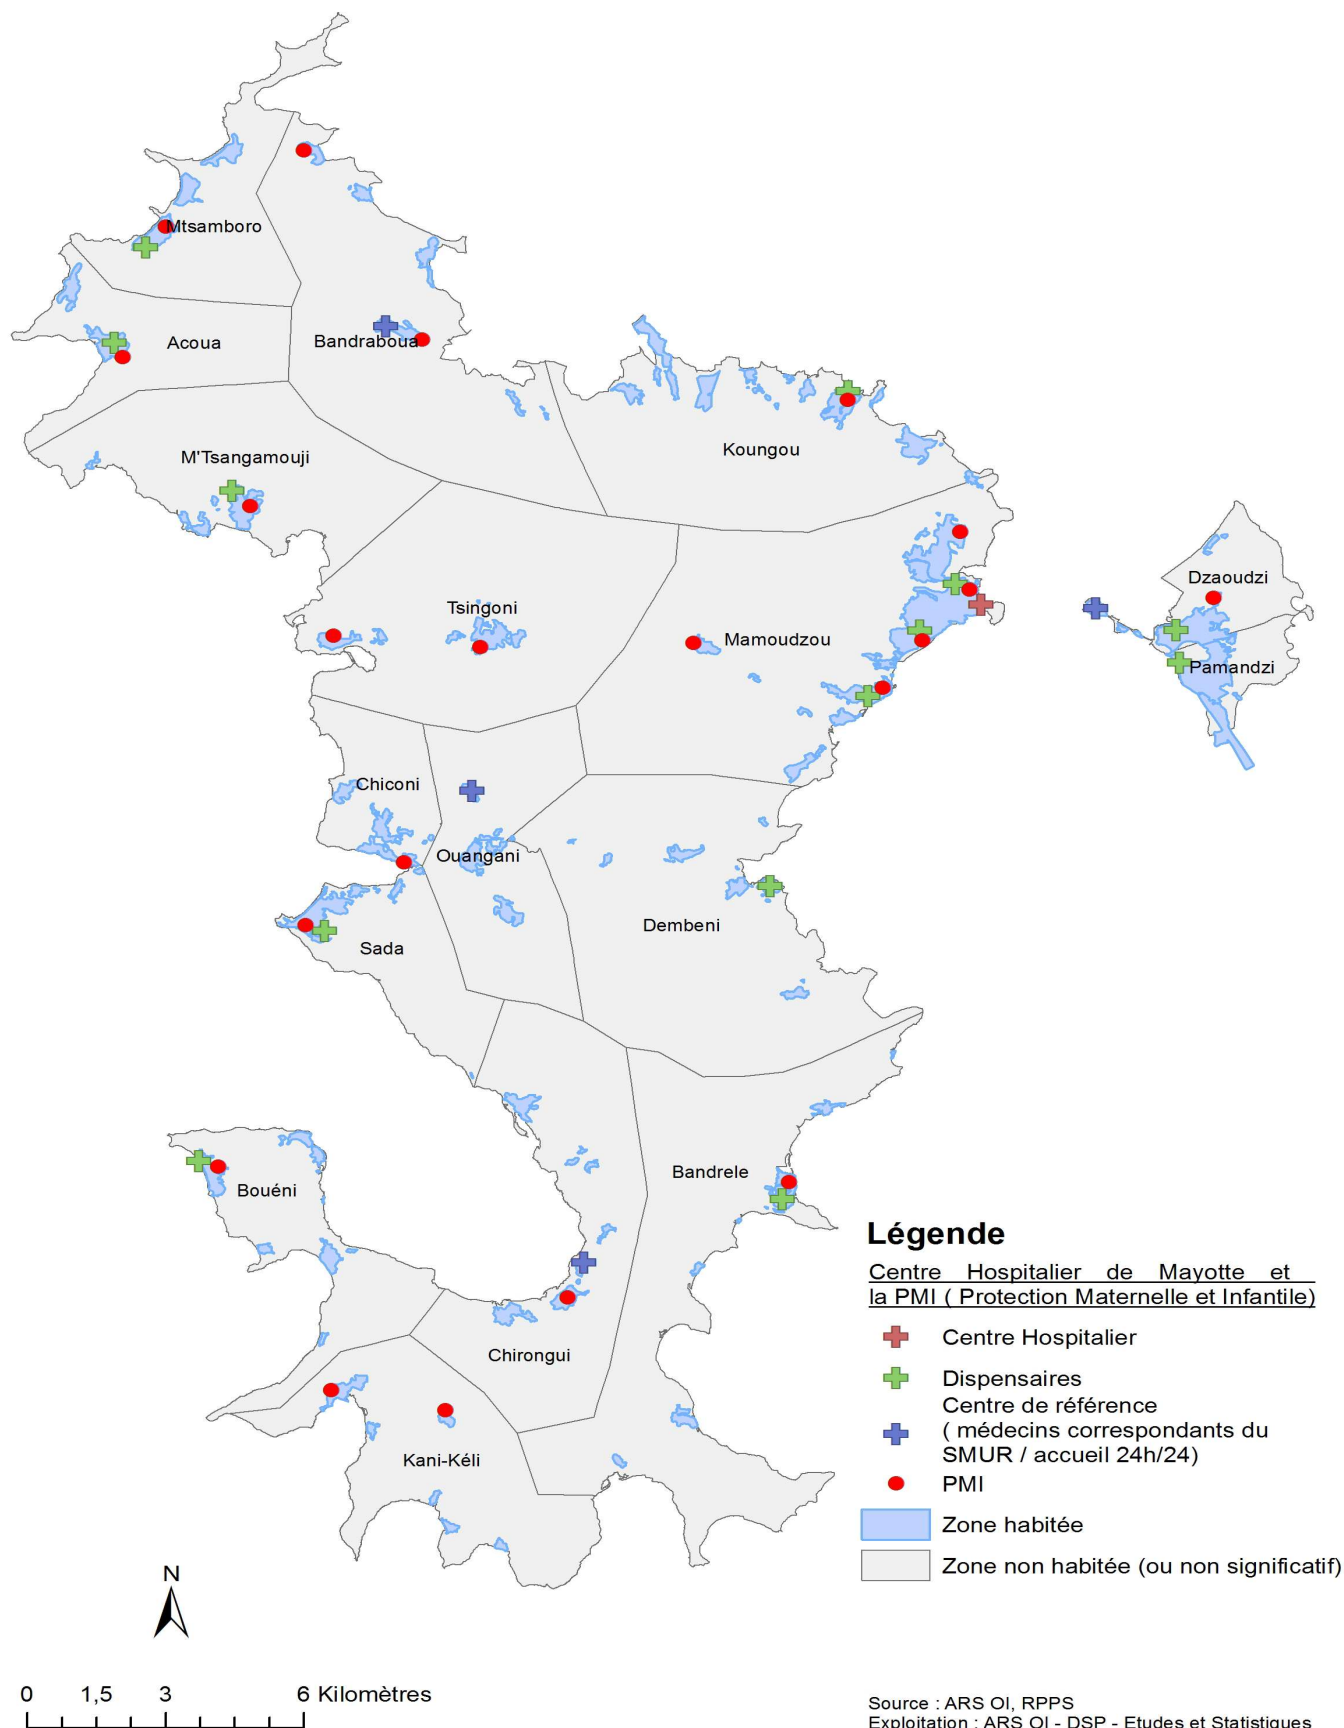 Mtsamboro
Acoua
Bandraboua
Koungou
M'Tsangamouji
Dzaoudzi
Tsingoni
Mamoudzou
Pamandzi
Chiconi
Ouangani
Dembeni
Sada
Bandrele
Bouéni
Chirongui
Kani-Kéli
Légende
Centre Hospitalier de Mayotte et
la PMI ( Protection Maternelle et Infantile)
Centre Hospitalier
Dispensaires
Centre de référence
( médecins correspondants du
SMUR / accueil 24h/24)
PMI
Zone habitée
Zone non habitée (ou non significatif)
N
0 1,5 3 6 Kilomètres
Source : ARS OI, RPPS
Exploitation : ARS OI - DSP - Etudes et Statistiques